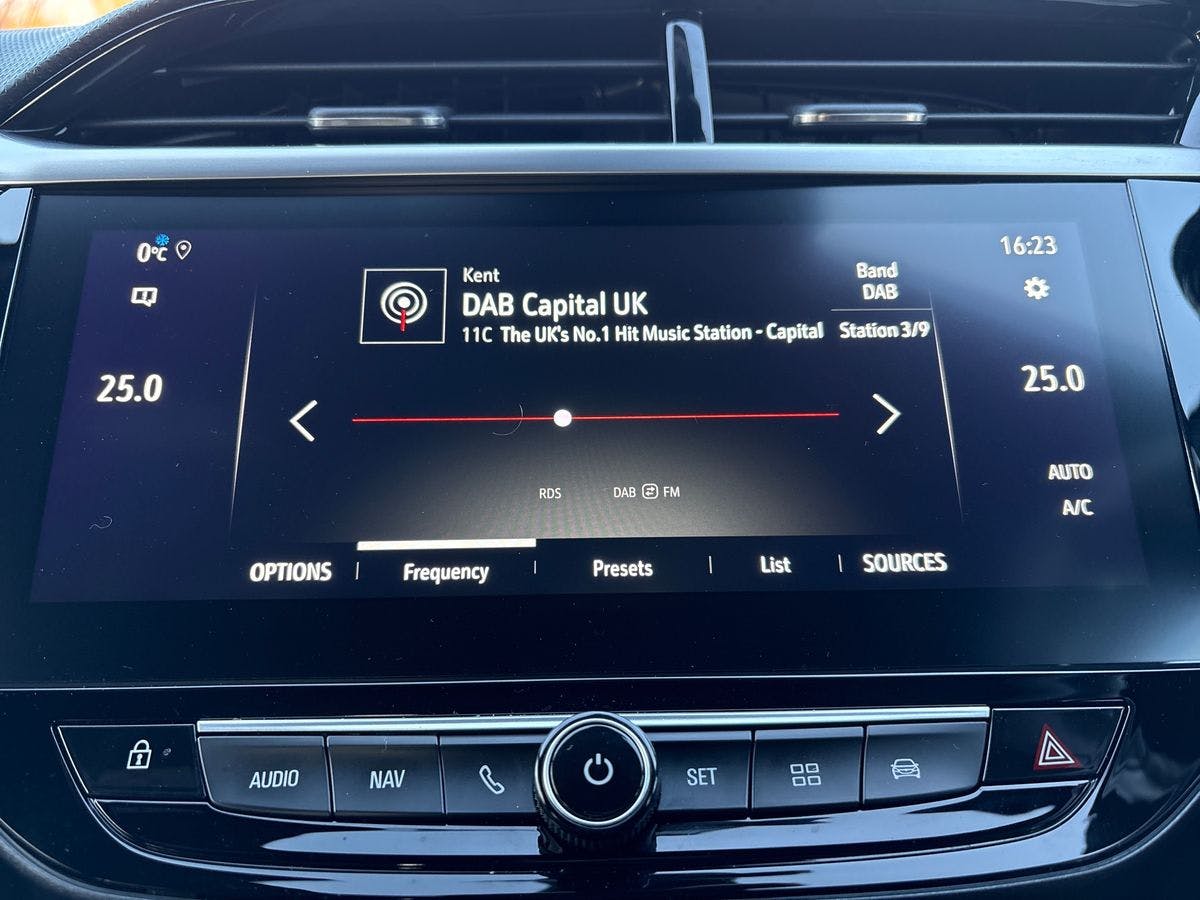 0°C
16:23
Kent
Band
DAB
DAB Capital UK
11C The UK's No.1 Hit Music Station - Capital
Station 3/9
25.0
25.0
RDS
DAB FM
AUTO
A/C
OPTIONS | Frequency | Presets | List | SOURCES
AUDIO
NAV
SET